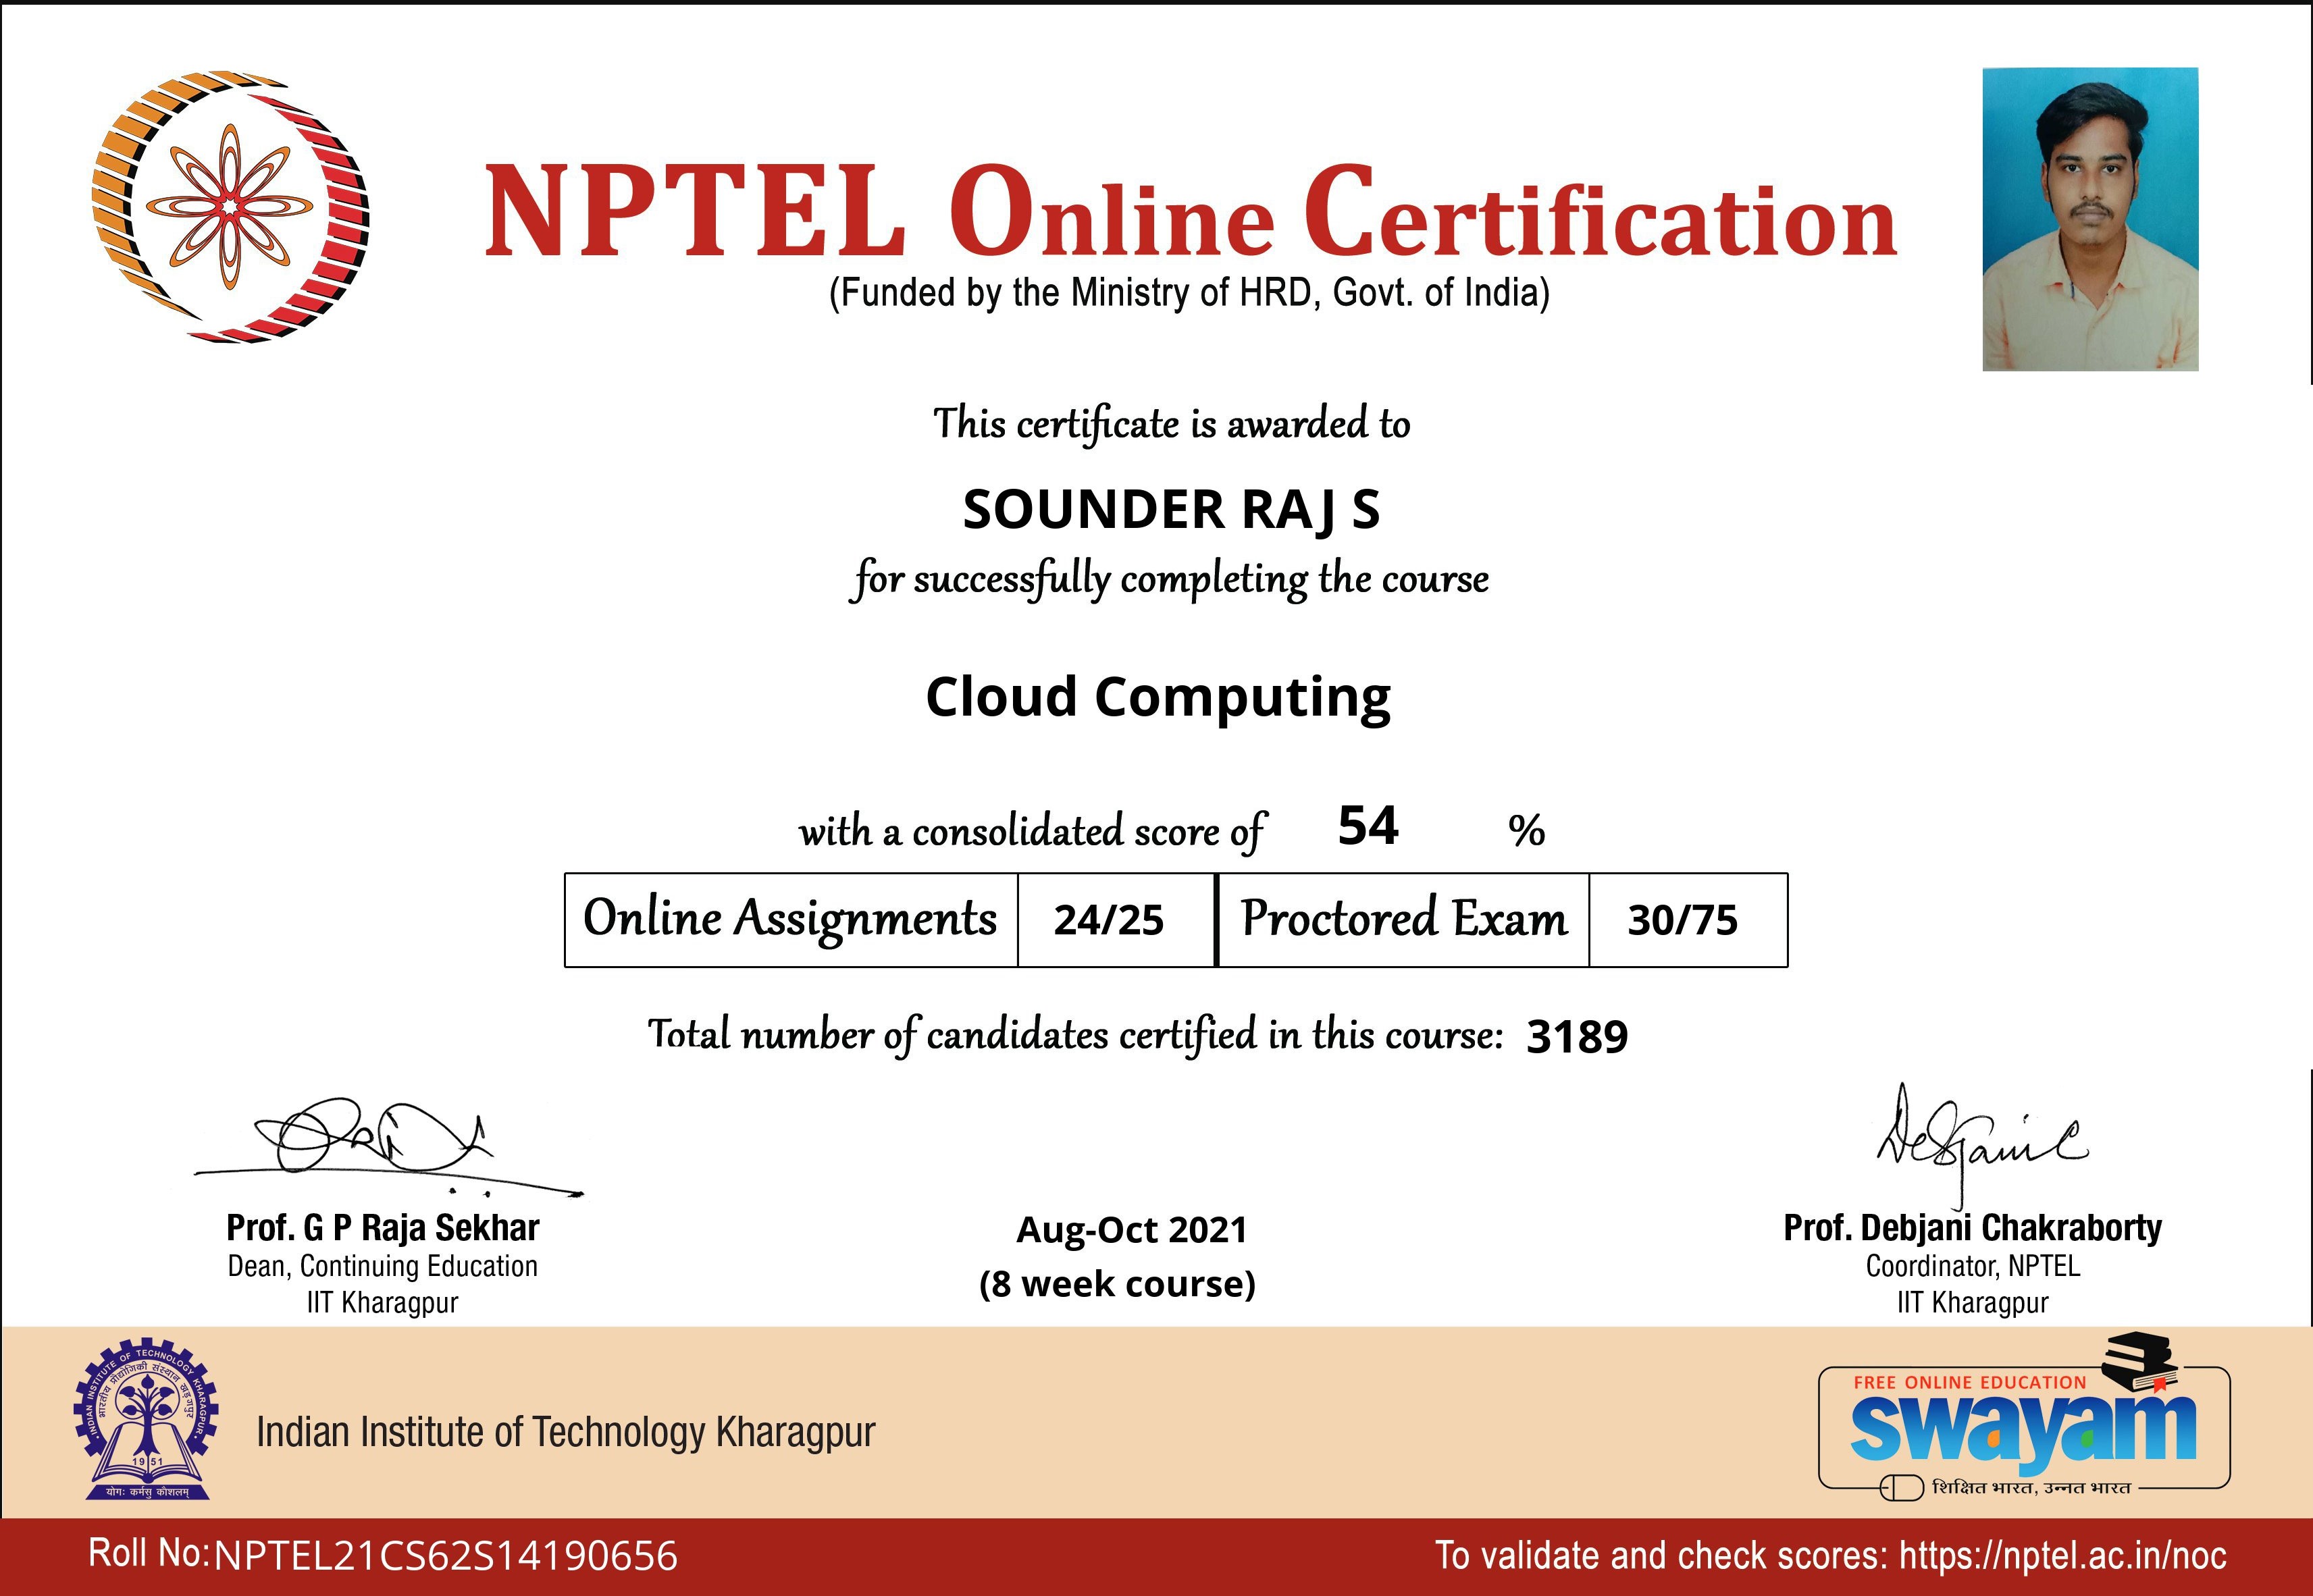 NPTEL Online Certification
(Funded by the Ministry of HRD, Govt. of India)
This certificate is awarded to
SOUNDER RAJ S
for successfully completing the course
Cloud Computing
with a consolidated score of 54 %
Online Assignments 24/25 Proctored Exam 30/75
Total number of candidates certified in this course: 3189
Prof. G P Raja Sekhar
Dean, Continuing Education
IIT Kharagpur
Aug-Oct 2021
(8 week course)
Prof. Debjani Chakraborty
Coordinator, NPTEL
IIT Kharagpur
INDIAN INSTITUTE OF TECHNOLOGY KHARAGPUR
भारतीय प्रौद्योगिकी संस्थान खड़गपुर
1951
योगः कर्मसु कौशलम्
Indian Institute of Technology Kharagpur
FREE ONLINE EDUCATION
swayam
शिक्षित भारत, उन्नत भारत
Roll No:NPTEL21CS62S14190656
To validate and check scores: https://nptel.ac.in/noc